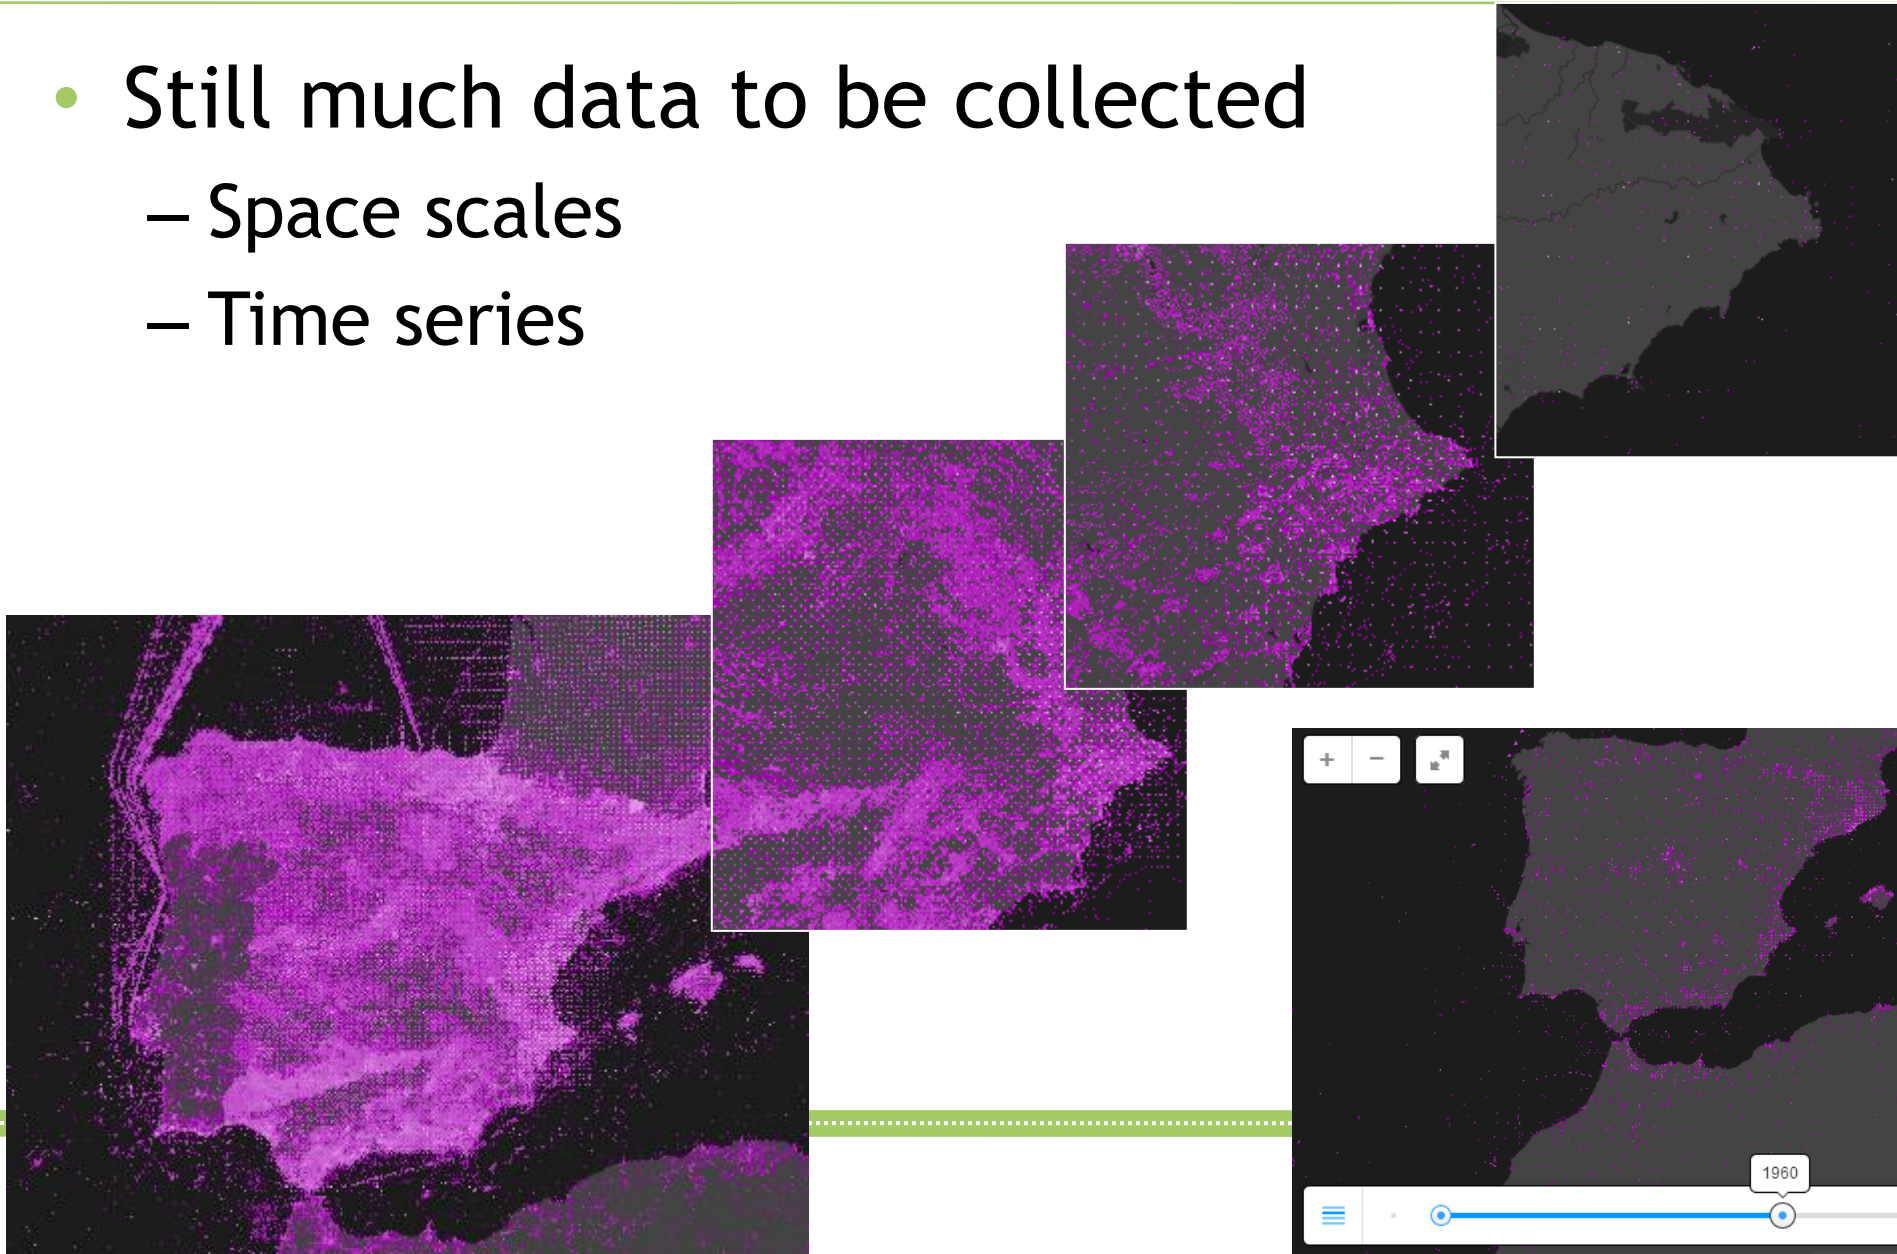 • Still much data to be collected
– Space scales
– Time series
+ −
1960